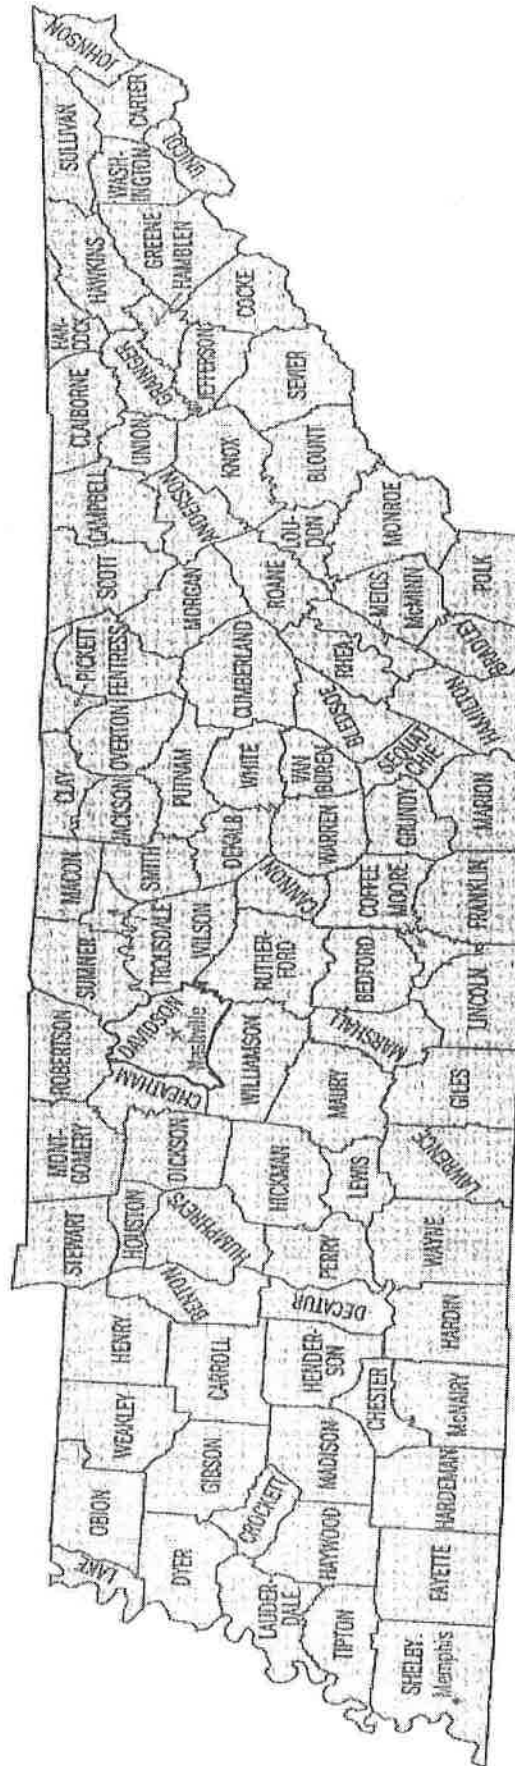 LAKE
OBION
WEAKLEY
HENRY
STEWART
MONT-
GOMERY
ROBERTSON
SUMNER
MACON
CLAY
PICKETT
SCOTT
CAMPBELL
CLAIBORNE
HAN-
COCK
HAWKINS
SULLIVAN
JOHNSON
DYER
GIBSON
CARROLL
BENTON
HOUSTON
HUMPHREYS
DICKSON
CHEATHAM
DAVIDSON
Nashville
TROUSDALE
WILSON
SMITH
JACKSON
OVERTON
FENTRESS
PUTNAM
MORGAN
ANDERSON
UNION
GRAINGER
HAMBLEN
GREENE
WASH-
INGTON
UNICOI
CARTER
LAUDER-
DALE
CROCKETT
HAYWOOD
MADISON
HENDER-
SON
DECATUR
PERRY
HICKMAN
LEWIS
MAURY
WILLIAMSON
RUTHER-
FORD
CANNON
DEKALB
WHITE
CUMBERLAND
ROANE
KNOX
JEFFERSON
COCKE
SEVIER
BLOUNT
LOU-
DON
TIPTON
CHESTER
MARSHALL
BEDFORD
COFFEE
MOORE
WARREN
VAN
BUREN
GRUNDY
SEQUAT-
CHIE
BLEDSOE
RHEA
MEIGS
McMINN
MONROE
SHELBY
Memphis
FAYETTE
HARDEMAN
McNAIRY
HARDIN
WAYNE
LAWRENCE
GILES
LINCOLN
FRANKLIN
MARION
HAMILTON
BRADLEY
POLK